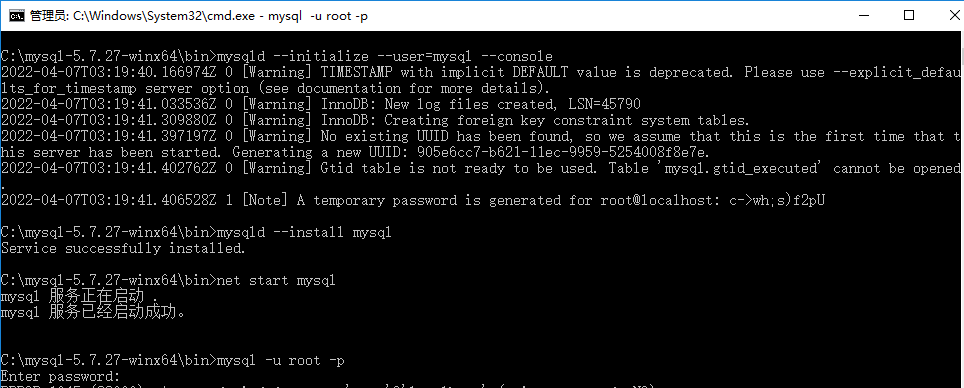 管理员: C:\Windows\System32\cmd.exe - mysql  -u root -p
C:\mysql-5.7.27-winx64\bin>mysqld --initialize --user=mysql --console
2022-04-07T03:19:40.166974Z 0 [Warning] TIMESTAMP with implicit DEFAULT value is deprecated. Please use --explicit_defau
lts_for_timestamp server option (see documentation for more details).
2022-04-07T03:19:41.033536Z 0 [Warning] InnoDB: New log files created, LSN=45790
2022-04-07T03:19:41.309880Z 0 [Warning] InnoDB: Creating foreign key constraint system tables.
2022-04-07T03:19:41.397197Z 0 [Warning] No existing UUID has been found, so we assume that this is the first time that t
his server has been started. Generating a new UUID: 905e6cc7-b621-11ec-9959-5254008f8e7e.
2022-04-07T03:19:41.402762Z 0 [Warning] Gtid table is not ready to be used. Table 'mysql.gtid_executed' cannot be opened
.
2022-04-07T03:19:41.406528Z 1 [Note] A temporary password is generated for root@localhost: c->wh;s)f2pU
C:\mysql-5.7.27-winx64\bin>mysqld --install mysql
Service successfully installed.
C:\mysql-5.7.27-winx64\bin>net start mysql
mysql 服务正在启动 .
mysql 服务已经启动成功。
C:\mysql-5.7.27-winx64\bin>mysql -u root -p
Enter password: